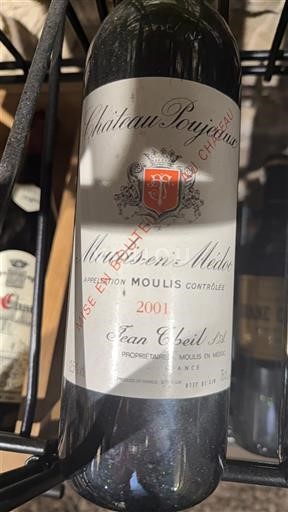 Château Poujeaux
MISE EN BOUTEILLE AU CHATEAU
Moulis-en-Médoc
APPELLATION MOULIS CONTRÔLÉE
2001
Jean Theil S.A.
PROPRIÉTAIRE À MOULIS EN MÉDOC
FRANCE